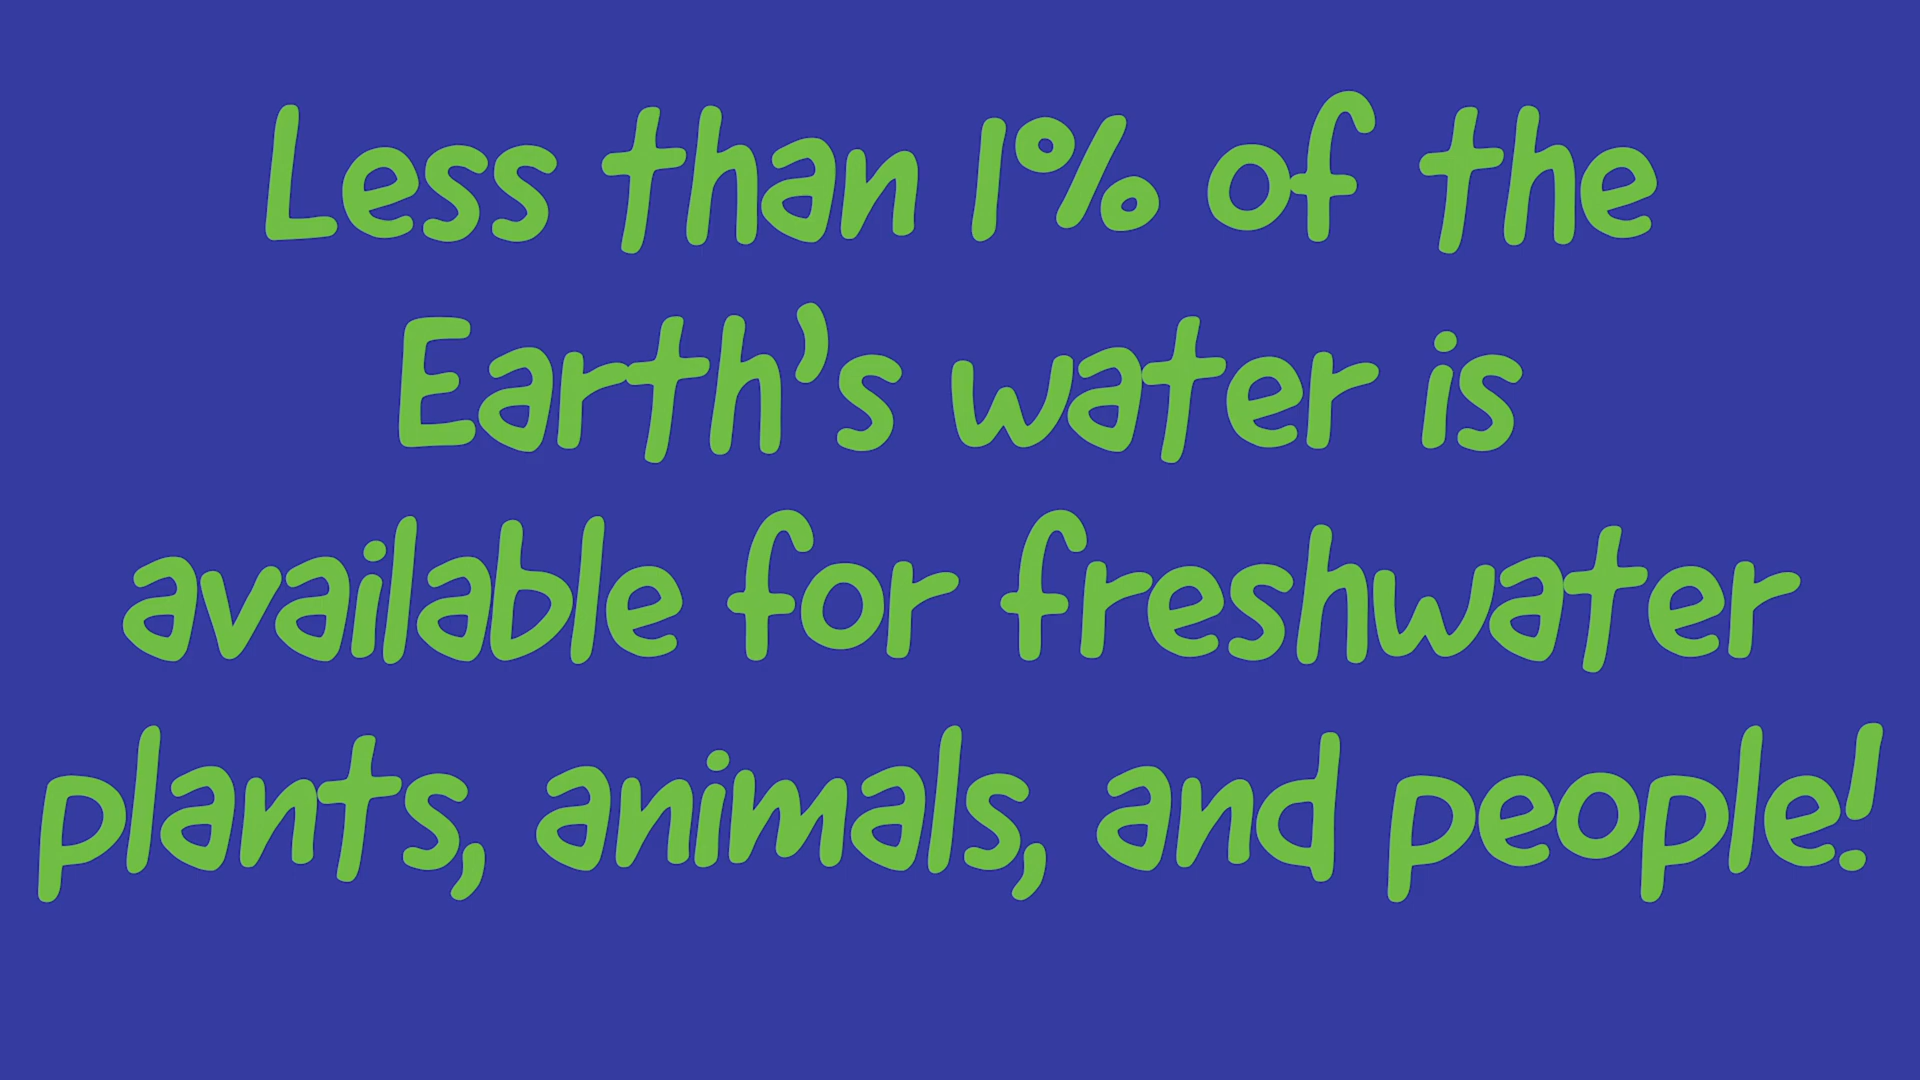 Less than 1% of the
Earth's water is
available for freshwater
plants, animals, and people!